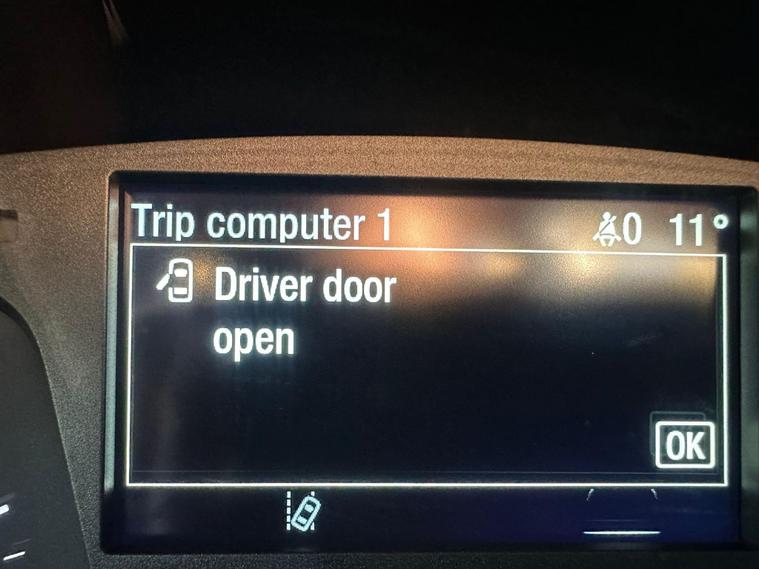 Trip computer 1 0 11°
Driver door
open
OK